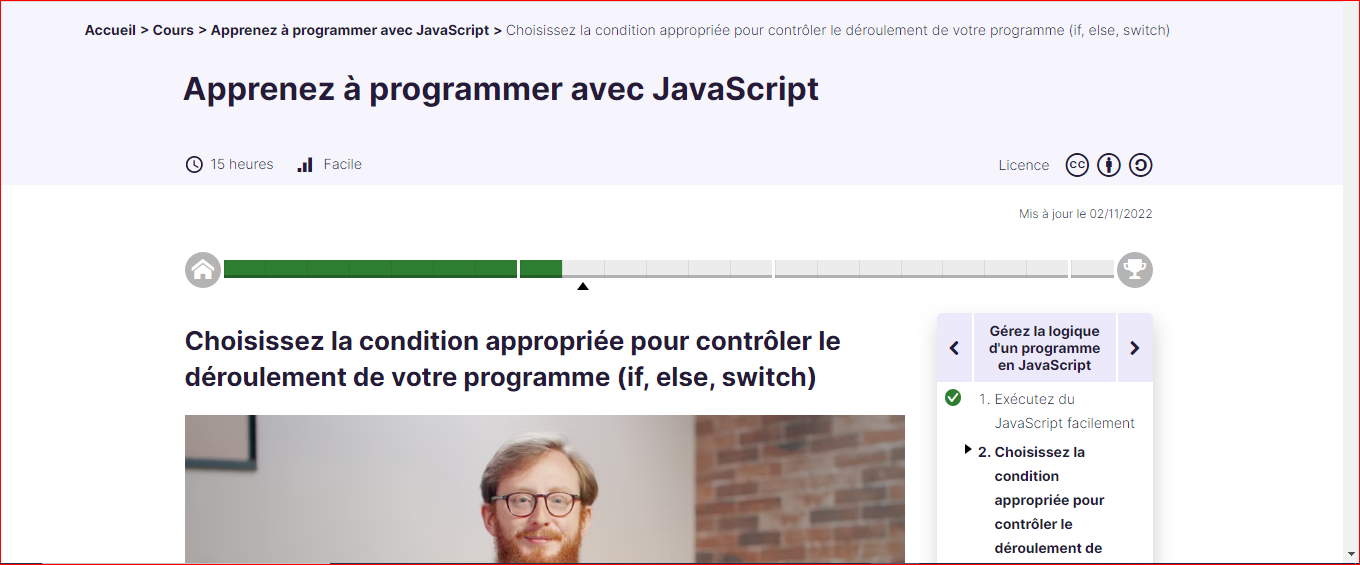 Accueil > Cours > Apprenez à programmer avec JavaScript > Choisissez la condition appropriée pour contrôler le déroulement de votre programme (if, else, switch)
Apprenez à programmer avec JavaScript
15 heures Facile
Licence CC
Mis à jour le 02/11/2022
Choisissez la condition appropriée pour contrôler le
déroulement de votre programme (if, else, switch)
Gérez la logique
d'un programme
en JavaScript
1. Exécutez du
JavaScript facilement
2. Choisissez la
condition
appropriée pour
contrôler le
déroulement de